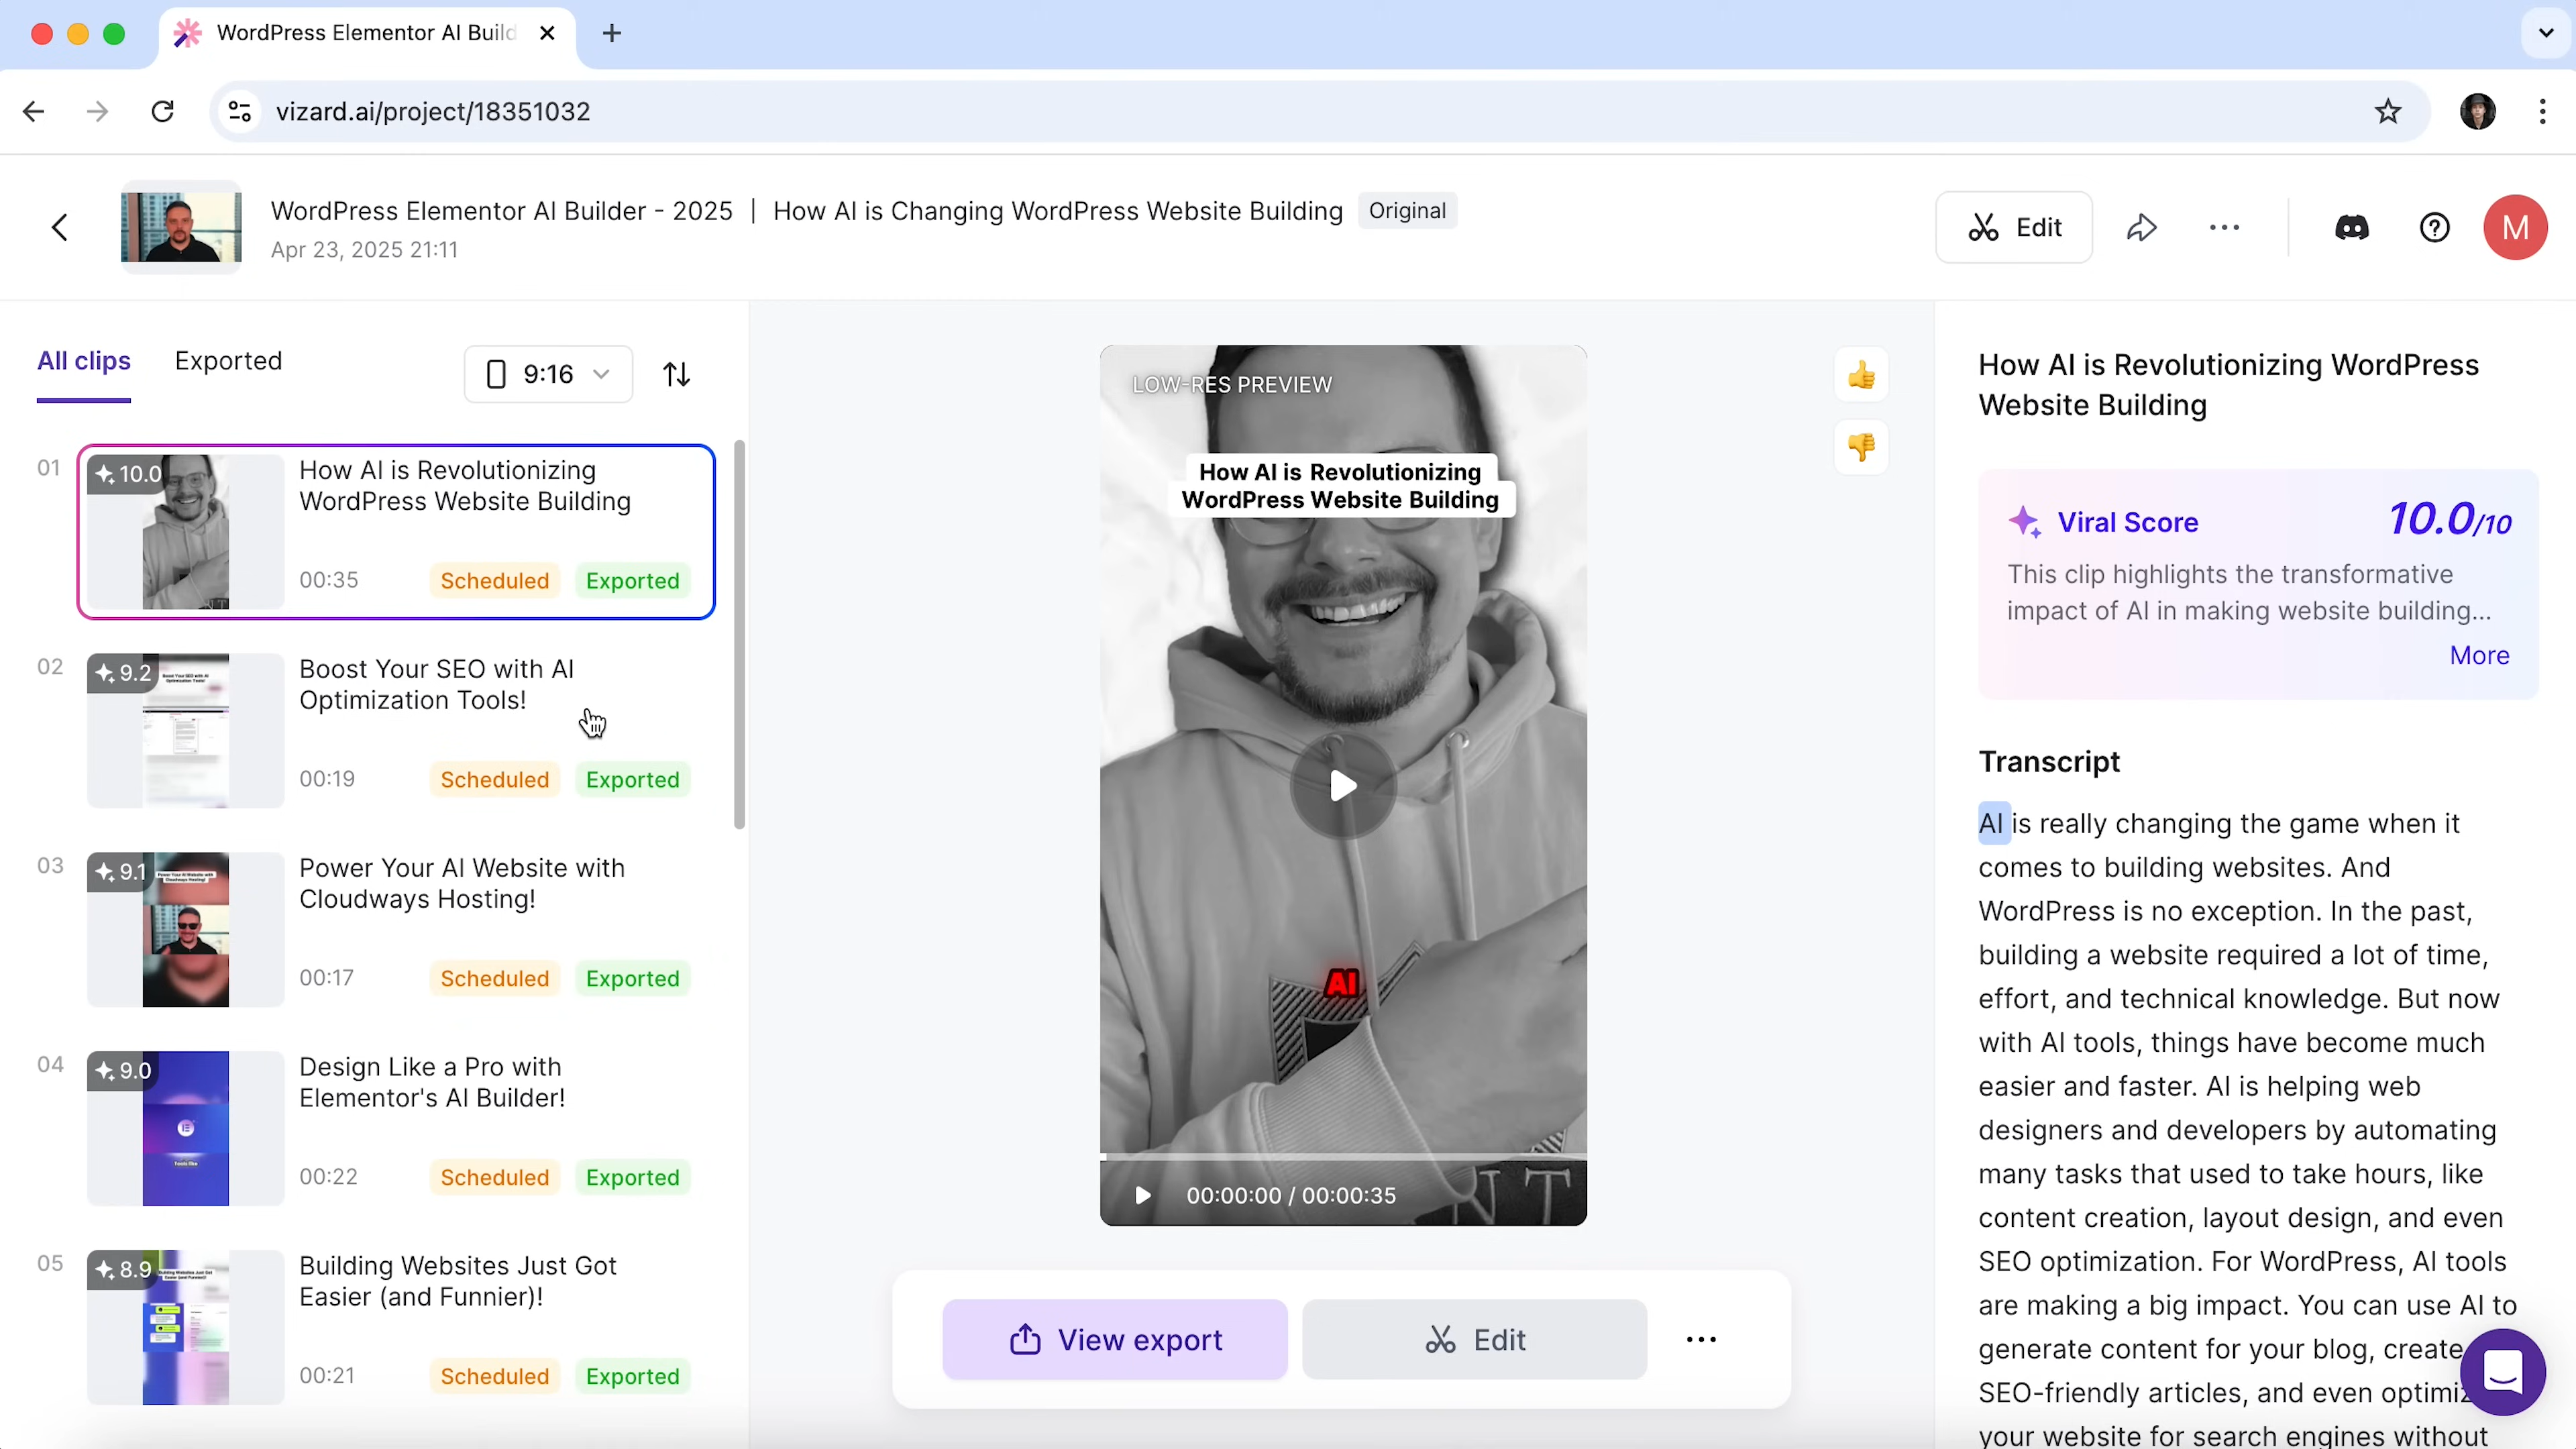 WordPress Elementor AI Build
vizard.ai/project/18351032
WordPress Elementor AI Builder - 2025 | How AI is Changing WordPress Website Building
Original
Apr 23, 2025 21:11
Edit
M
All clips
Exported
9:16
01
10.0
How AI is Revolutionizing
WordPress Website Building
00:35
Scheduled
Exported
02
9.2
Boost Your SEO with AI
Optimization Tools!
00:19
Scheduled
Exported
03
9.1
Power Your AI Website with
Cloudways Hosting!
00:17
Scheduled
Exported
04
9.0
Design Like a Pro with
Elementor's AI Builder!
00:22
Scheduled
Exported
05
8.9
Building Websites Just Got
Easier (and Funnier)!
00:21
Scheduled
Exported
LOW-RES PREVIEW
How AI is Revolutionizing
WordPress Website Building
AI
NT
00:00:00 / 00:00:35
View export
Edit
How AI is Revolutionizing WordPress
Website Building
Viral Score
10.0/10
This clip highlights the transformative
impact of AI in making website building...
More
Transcript
AI is really changing the game when it
comes to building websites. And
WordPress is no exception. In the past,
building a website required a lot of time,
effort, and technical knowledge. But now
with AI tools, things have become much
easier and faster. AI is helping web
designers and developers by automating
many tasks that used to take hours, like
content creation, layout design, and even
SEO optimization. For WordPress, AI tools
are making a big impact. You can use AI to
generate content for your blog, create
SEO-friendly articles, and even optimiz
your website for search engines without